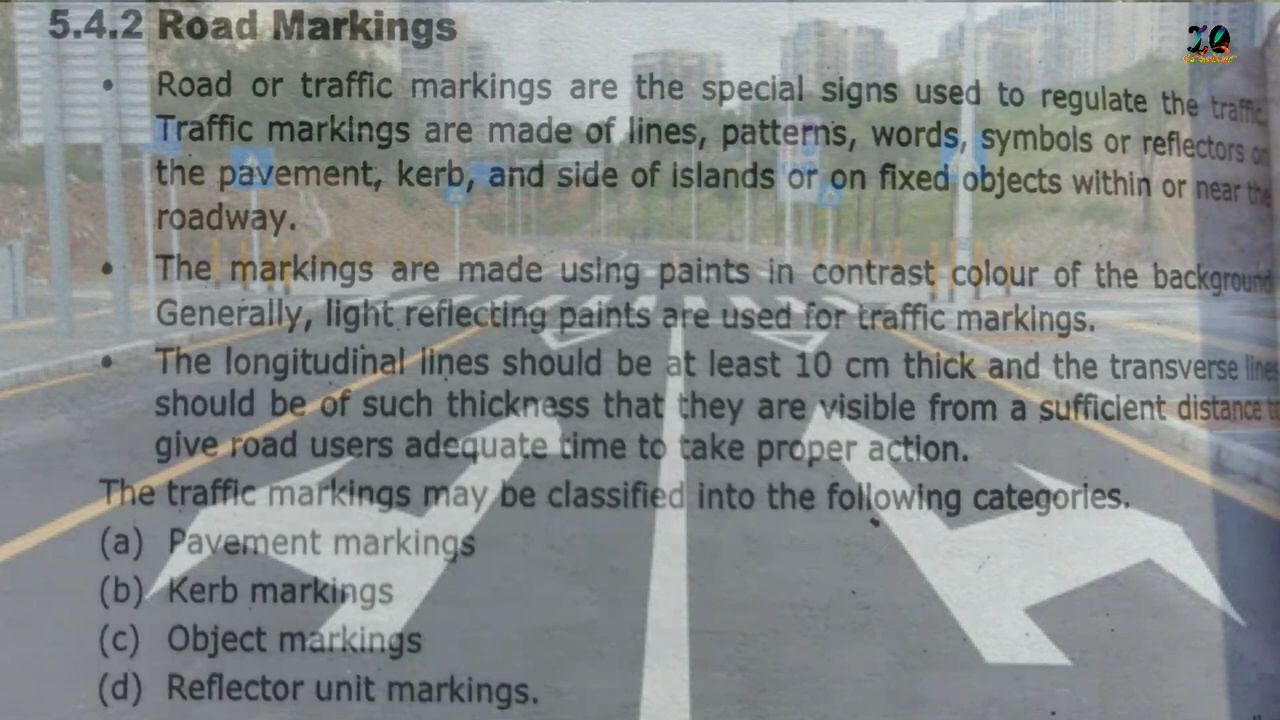 5.4.2 Road Markings
• Road or traffic markings are the special signs used to regulate the traffic.
Traffic markings are made of lines, patterns, words, symbols or reflectors on
the pavement, kerb, and side of islands or on fixed objects within or near the
roadway.
• The markings are made using paints in contrast colour of the background
Generally, light reflecting paints are used for traffic markings.
• The longitudinal lines should be at least 10 cm thick and the transverse lines
should be of such thickness that they are visible from a sufficient distance
give road users adequate time to take proper action.
The traffic markings may be classified into the following categories.
(a) Pavement markings
(b) Kerb markings
(c) Object markings
(d) Reflector unit markings.